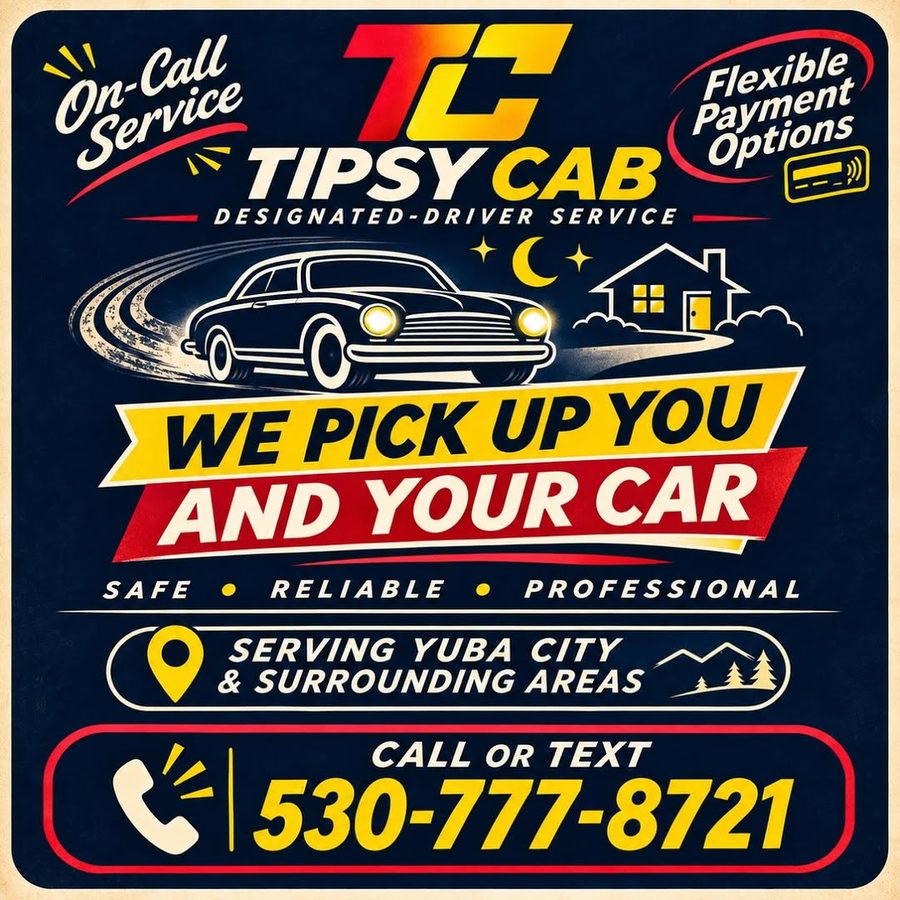 On-Call
Service
TC
Flexible
Payment
Options
TIPSY CAB
DESIGNATED-DRIVER SERVICE
WE PICK UP YOU
AND YOUR CAR
SAFE • RELIABLE • PROFESSIONAL
SERVING YUBA CITY
& SURROUNDING AREAS
CALL OR TEXT
530-777-8721